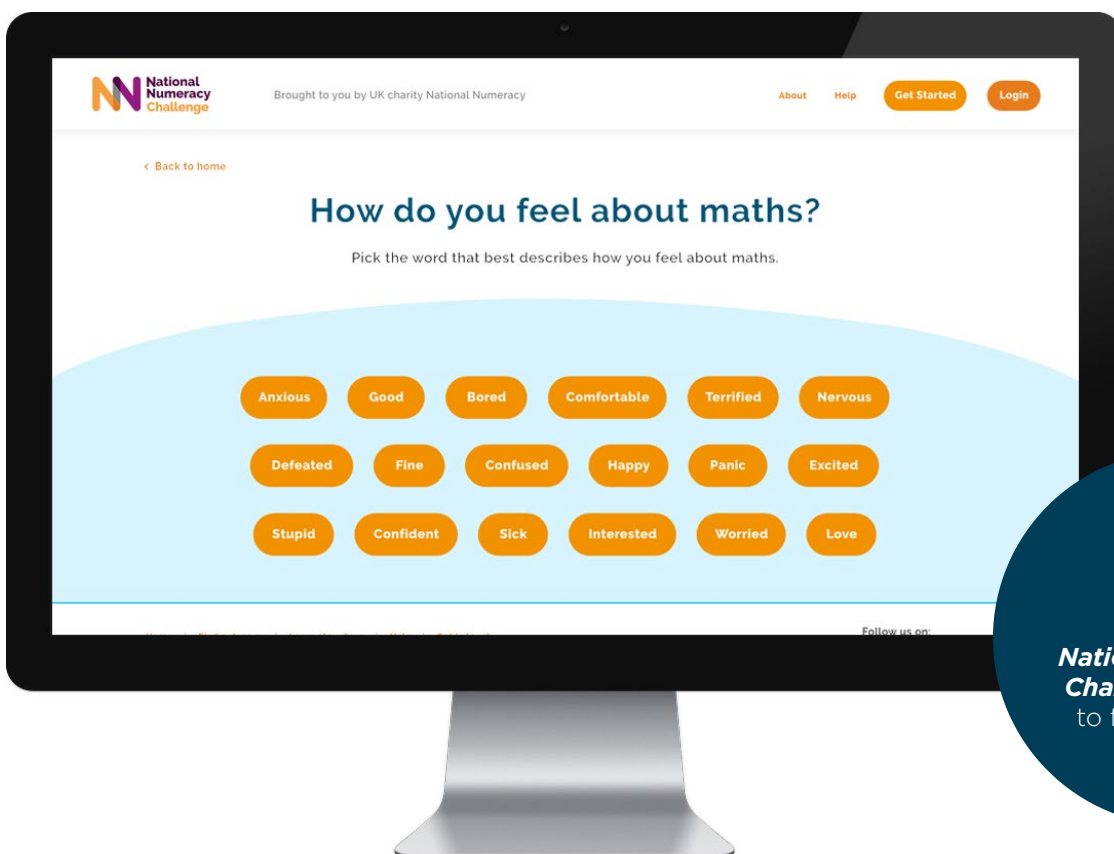 National
Numeracy
Challenge
Brought to you by UK charity National Numeracy
About Help Get Started Login
< Back to home
How do you feel about maths?
Pick the word that best describes how you feel about maths.
Anxious Good Bored Comfortable Terrified Nervous
Defeated Fine Confused Happy Panic Excited
Stupid Confident Sick Interested Worried Love
Follow us on:
to